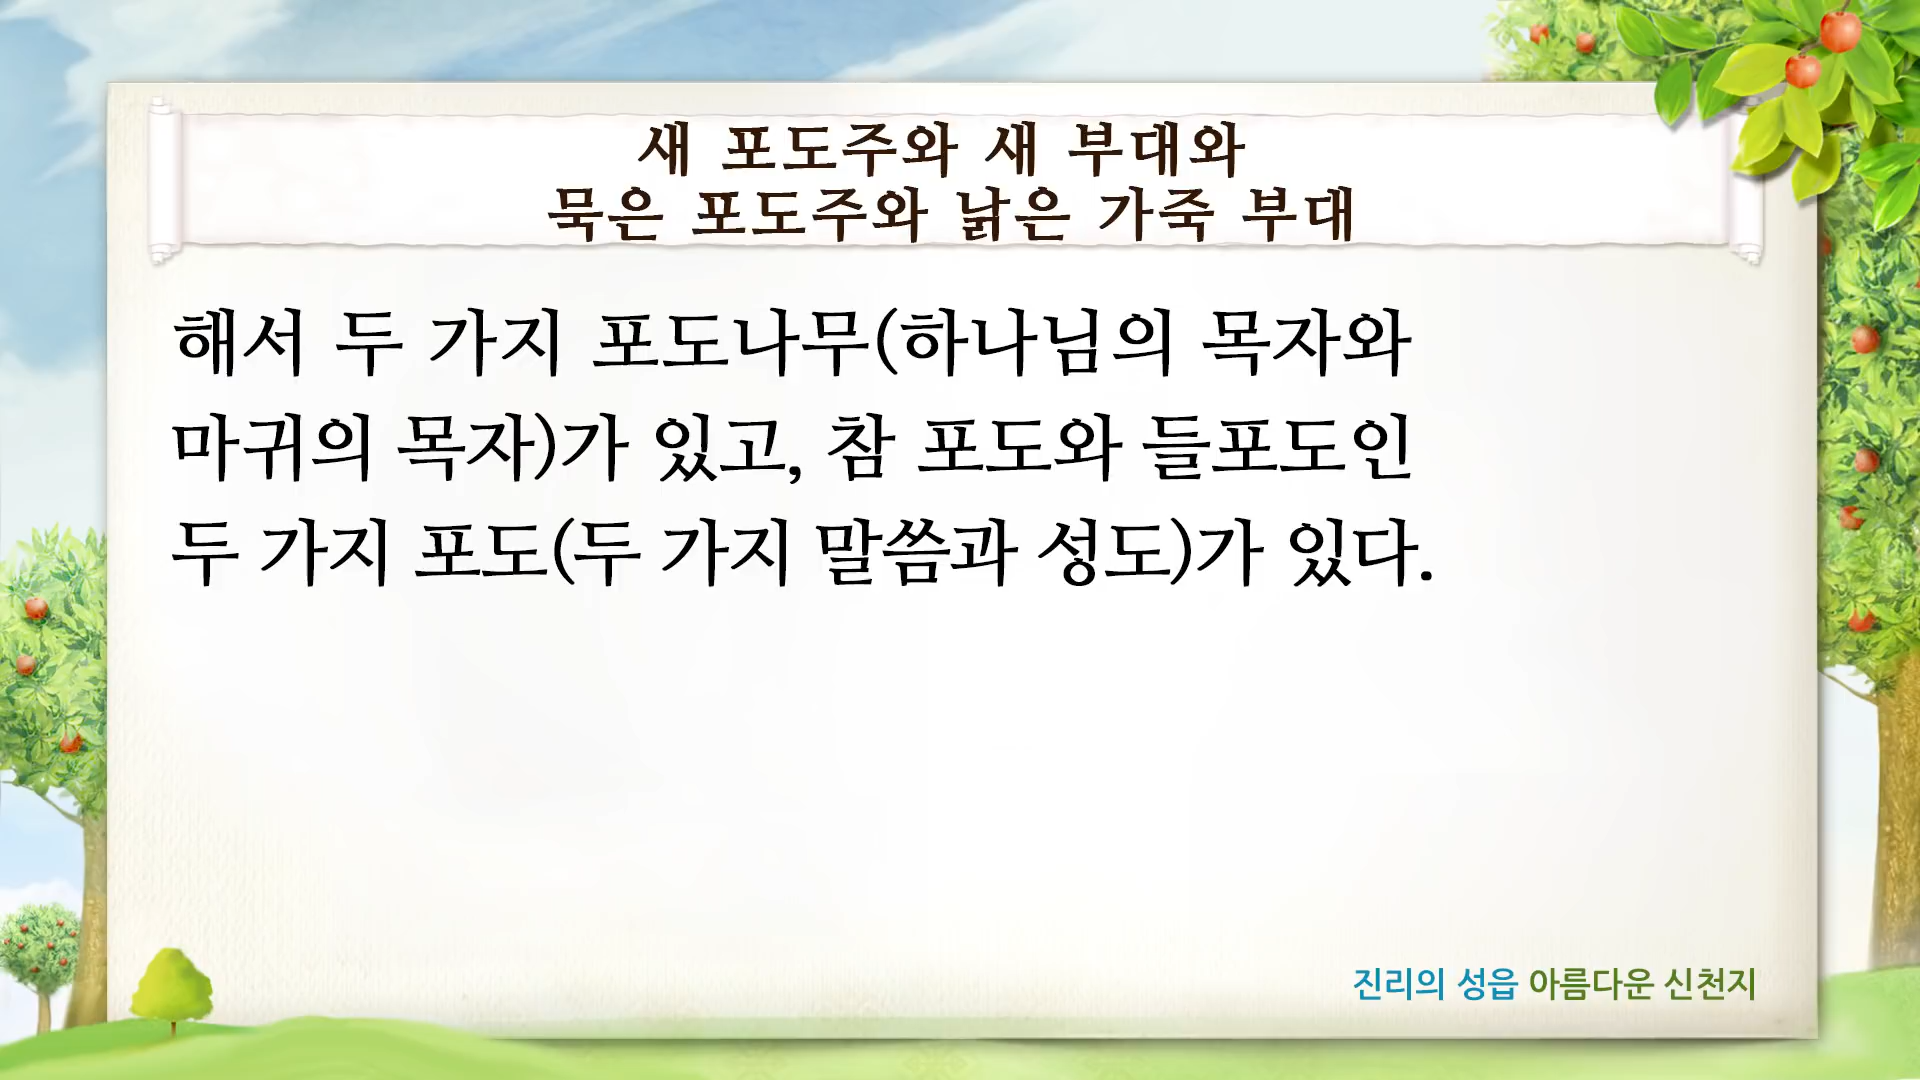 새 포도주와 새 부대와
묵은 포도주와 낡은 가죽 부대
해서 두 가지 포도나무(하나님의 목자와
마귀의 목자)가 있고, 참 포도와 들포도인
두 가지 포도(두 가지 말씀과 성도)가 있다.
진리의 성읍 아름다운 신천지